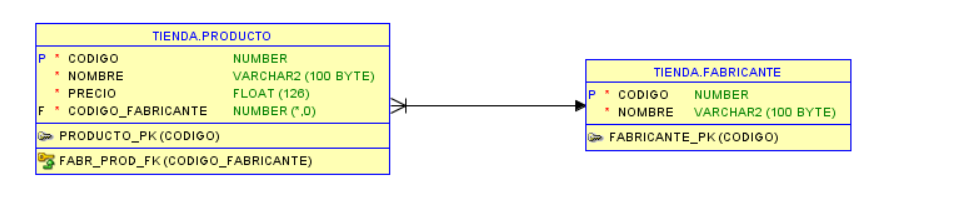 TIENDA.PRODUCTO
P * CODIGO NUMBER
* NOMBRE VARCHAR2 (100 BYTE)
* PRECIO FLOAT (126)
F * CODIGO_FABRICANTE NUMBER (*,0)
PRODUCTO_PK (CODIGO)
FABR_PROD_FK (CODIGO_FABRICANTE)
TIENDA.FABRICANTE
P * CODIGO NUMBER
* NOMBRE VARCHAR2 (100 BYTE)
FABRICANTE_PK (CODIGO)